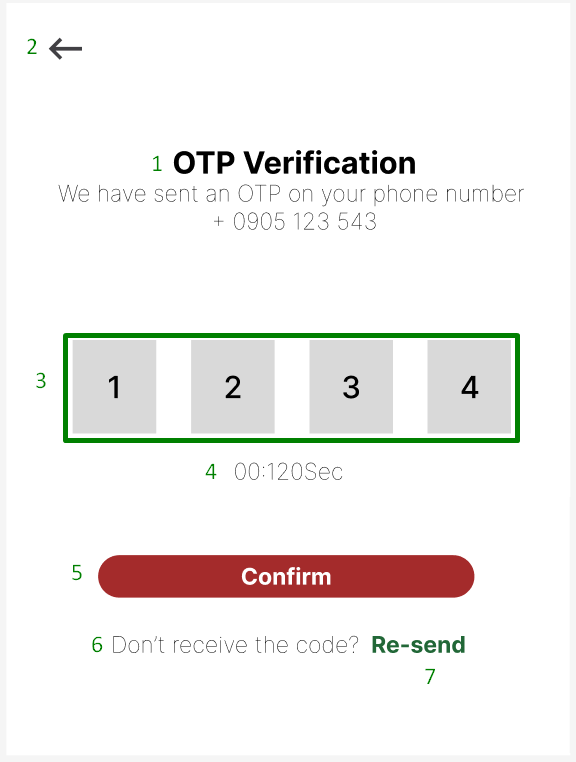 2
1 OTP Verification
We have sent an OTP on your phone number
+ 0905 123 543
3 1 2 3 4
4 00:120Sec
5 Confirm
6 Don't receive the code? Re-send
7